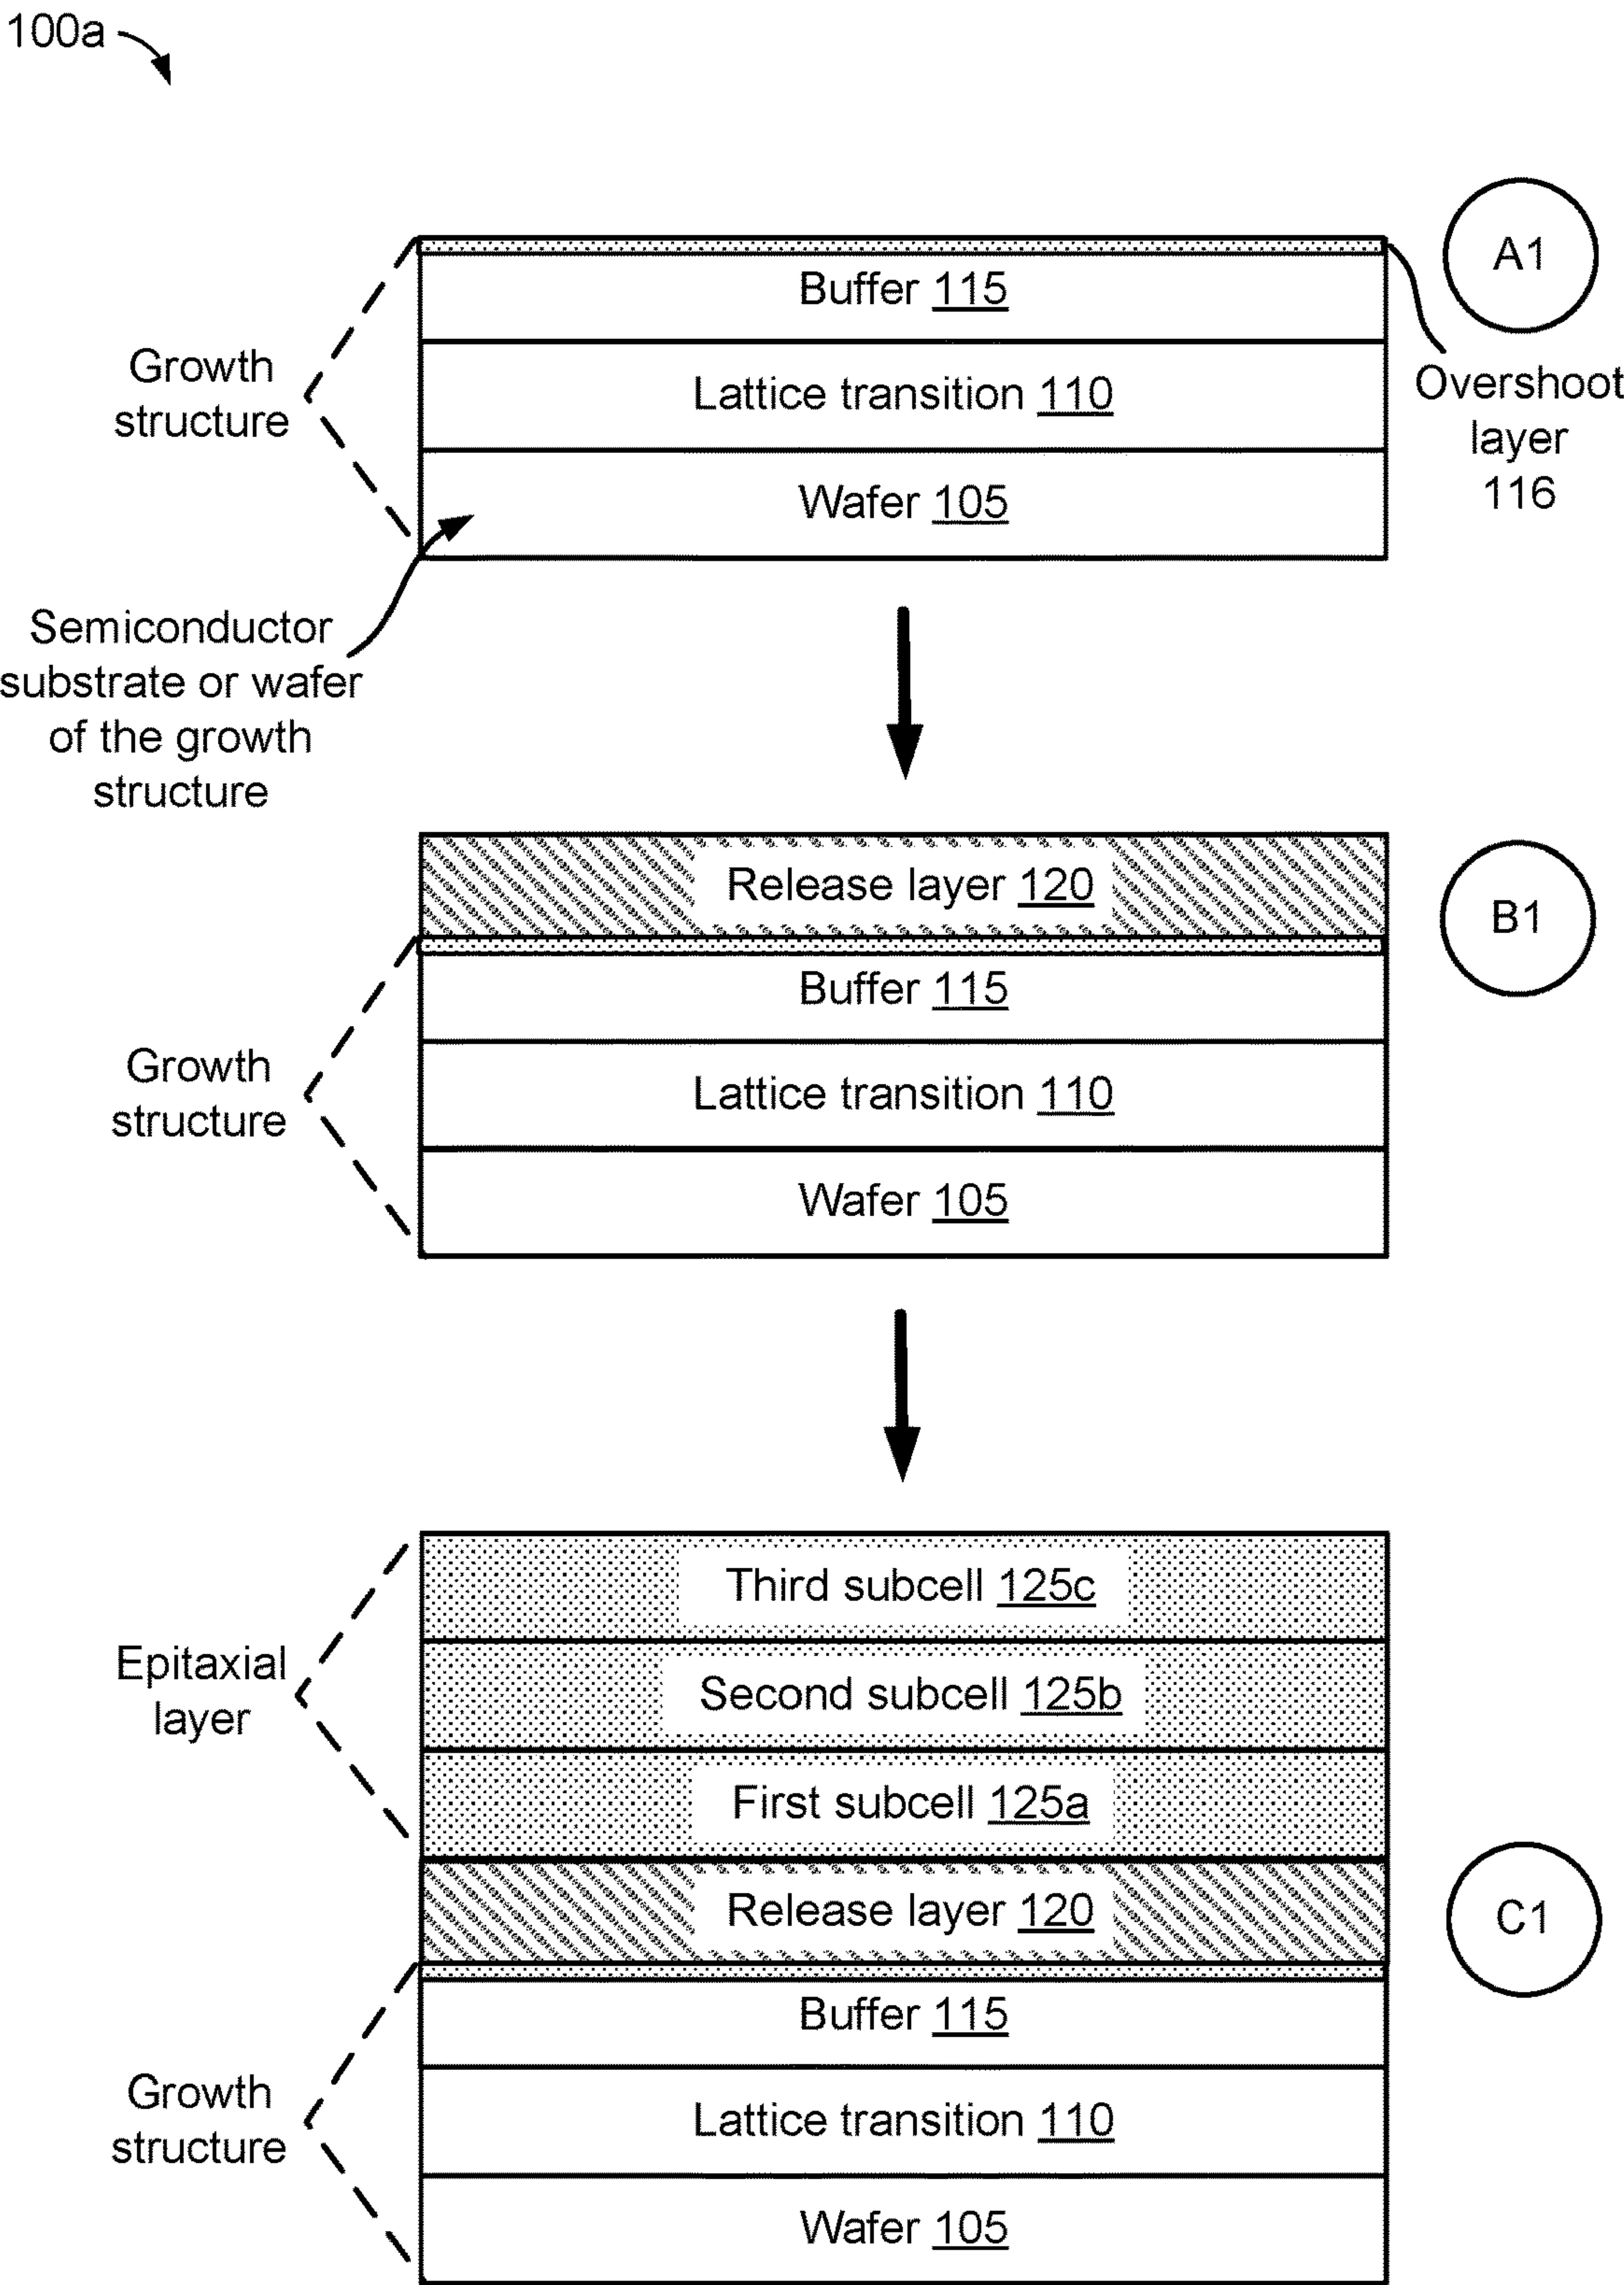 100a
A1
Buffer 115
Growth
structure
Lattice transition 110
Overshoot
layer
116
Wafer 105
Semiconductor
substrate or wafer
of the growth
structure
Release layer 120
B1
Buffer 115
Growth
structure
Lattice transition 110
Wafer 105
Third subcell 125c
Epitaxial
layer
Second subcell 125b
First subcell 125a
Release layer 120
C1
Buffer 115
Growth
structure
Lattice transition 110
Wafer 105